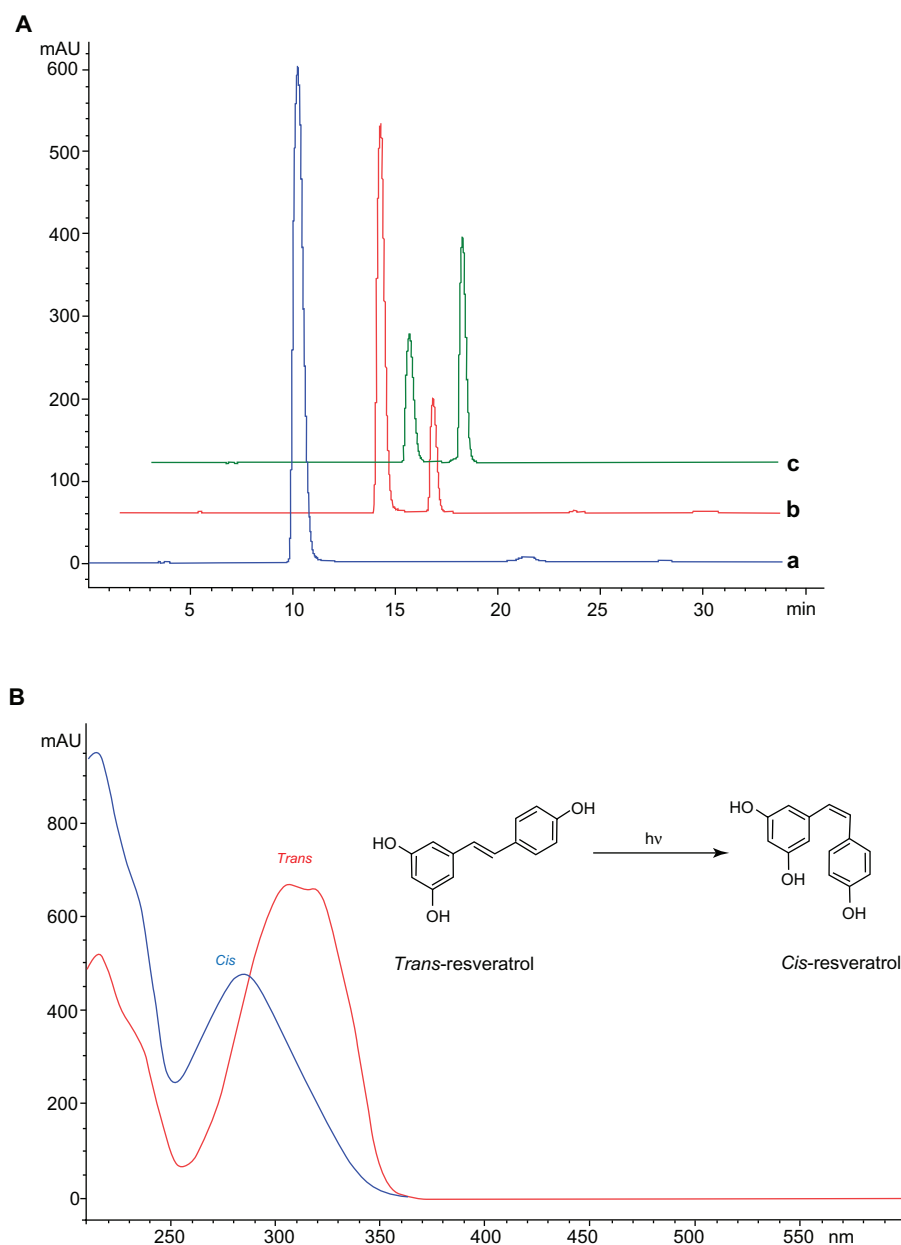 A
mAU
600
500
400
300
200
100
0
c
b
a
5 10 15 20 25 30 min
B
mAU
800
600
400
200
0
Trans
Cis
HO
OH
OH
hν
HO
OH
OH
Trans-resveratrol
Cis-resveratrol
250 300 350 400 450 500 550 nm